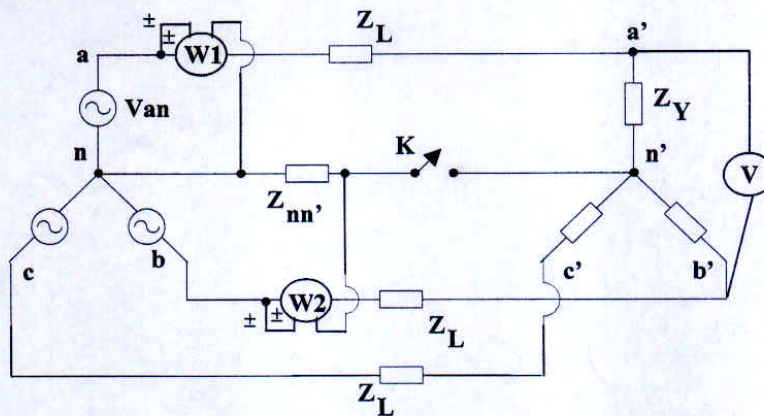 ±
±
W1
Z_L
a
a'
Van
Z_Y
n
K
n'
V
Z_nn'
c
b
c'
b'
W2
±
±
Z_L
Z_L